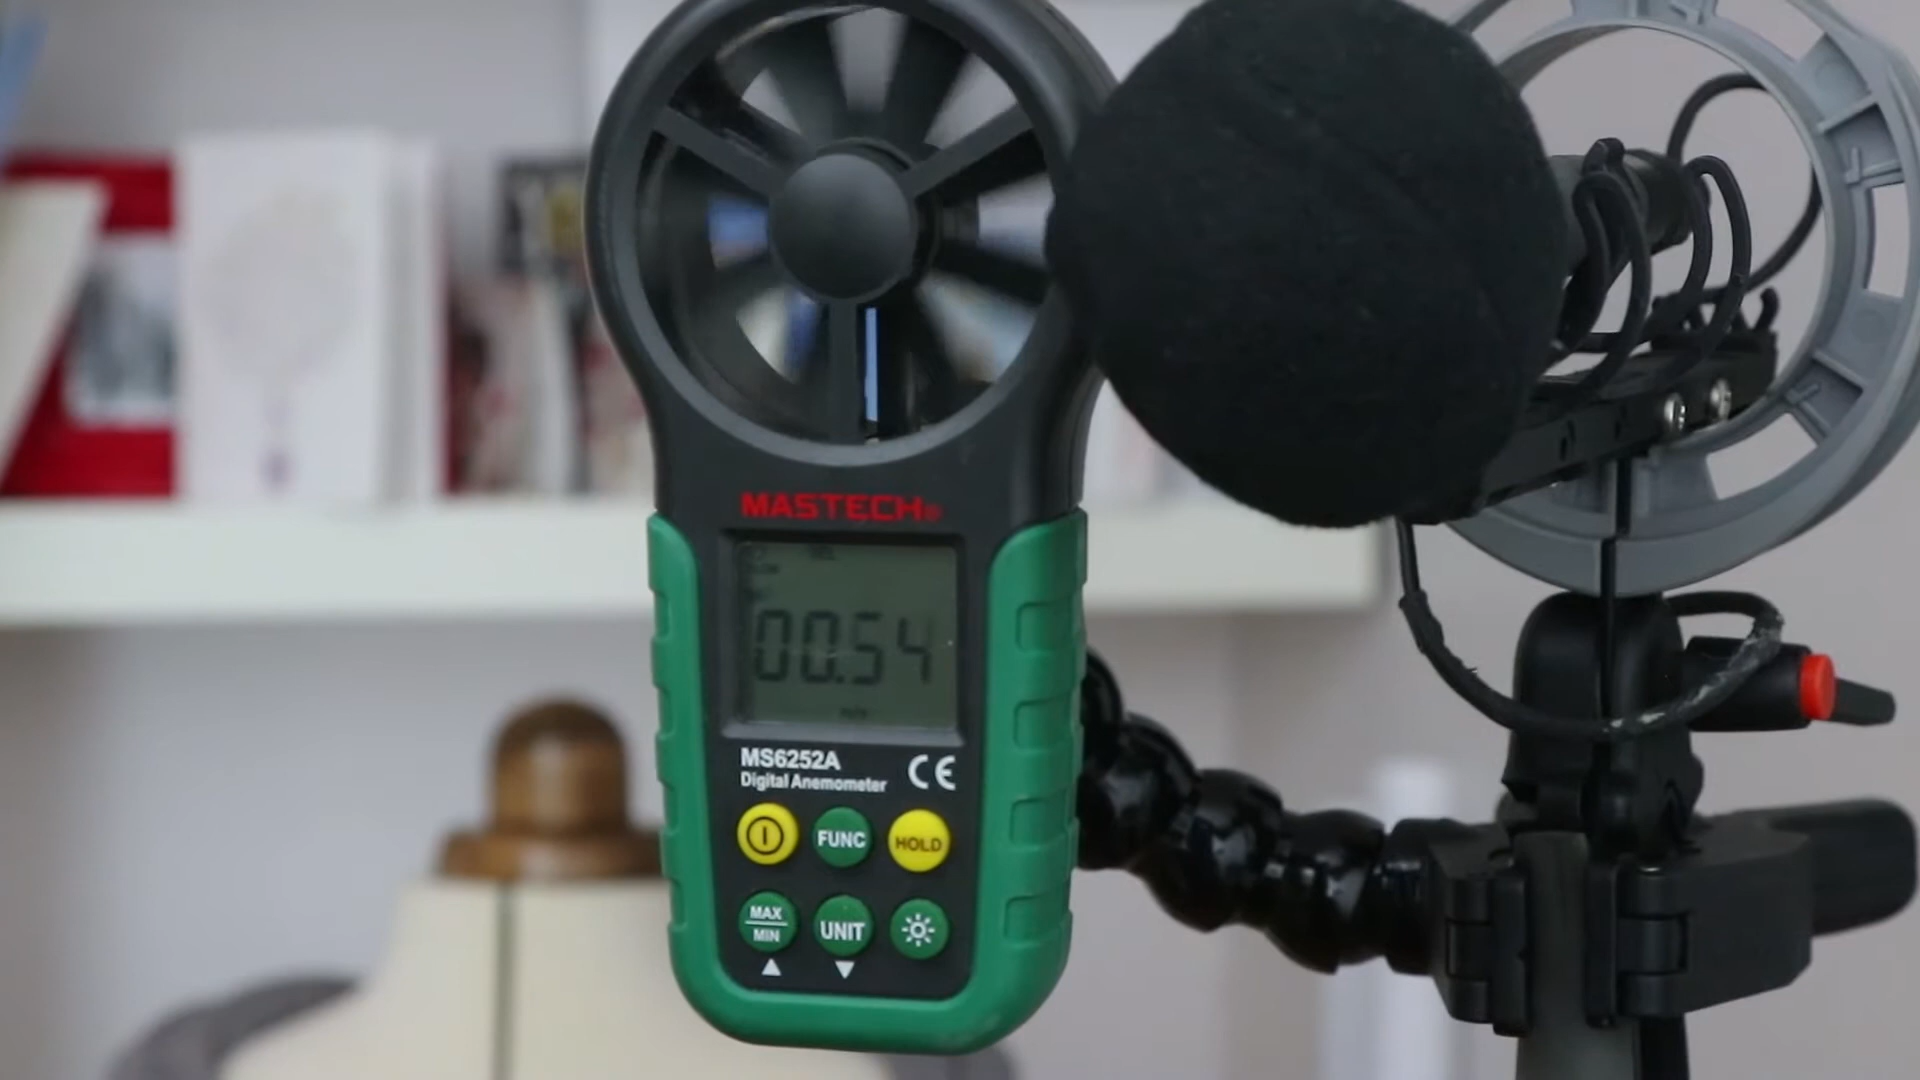 MASTECH®
00.54
MS6252A
Digital Anemometer
CE
FUNC
HOLD
MAX
MIN
UNIT